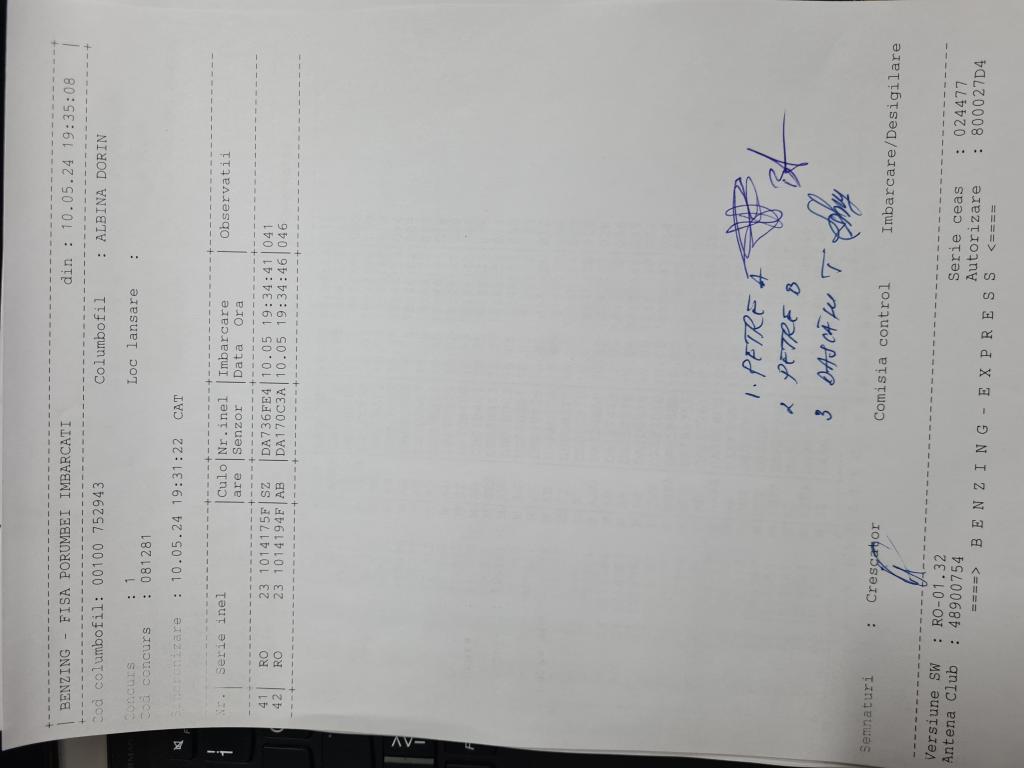 | BENZING - FISA PORUMBEI IMBARCATI din : 10.05.24 19:35:08 |
Cod columbofil: 00100 752943 Columbofil : ALBINA DORIN
Concurs : 1 Loc lansare :
Cod concurs : 081281
Sincronizare : 10.05.24 19:31:22 CAT
Nr.| Serie inel |Culo|Nr.inel |Imbarcare | Observatii
| |are |Senzor |Data Ora |
41| RO 23 1014175F|SZ |DA736FE4|10.05 19:34:41|041
42| RO 23 1014194F|AB |DA170C3A|10.05 19:34:46|046
1. PETRE A
2 PETRE B
3 DASCALU T
Semnaturi : Crescator Comisia control Imbarcare/Desigilare
Versiune SW : RO-01.32 Serie ceas : 024477
Antena Club : 48900754 Autorizare : 800027D4
====> B E N Z I N G - E X P R E S S <====